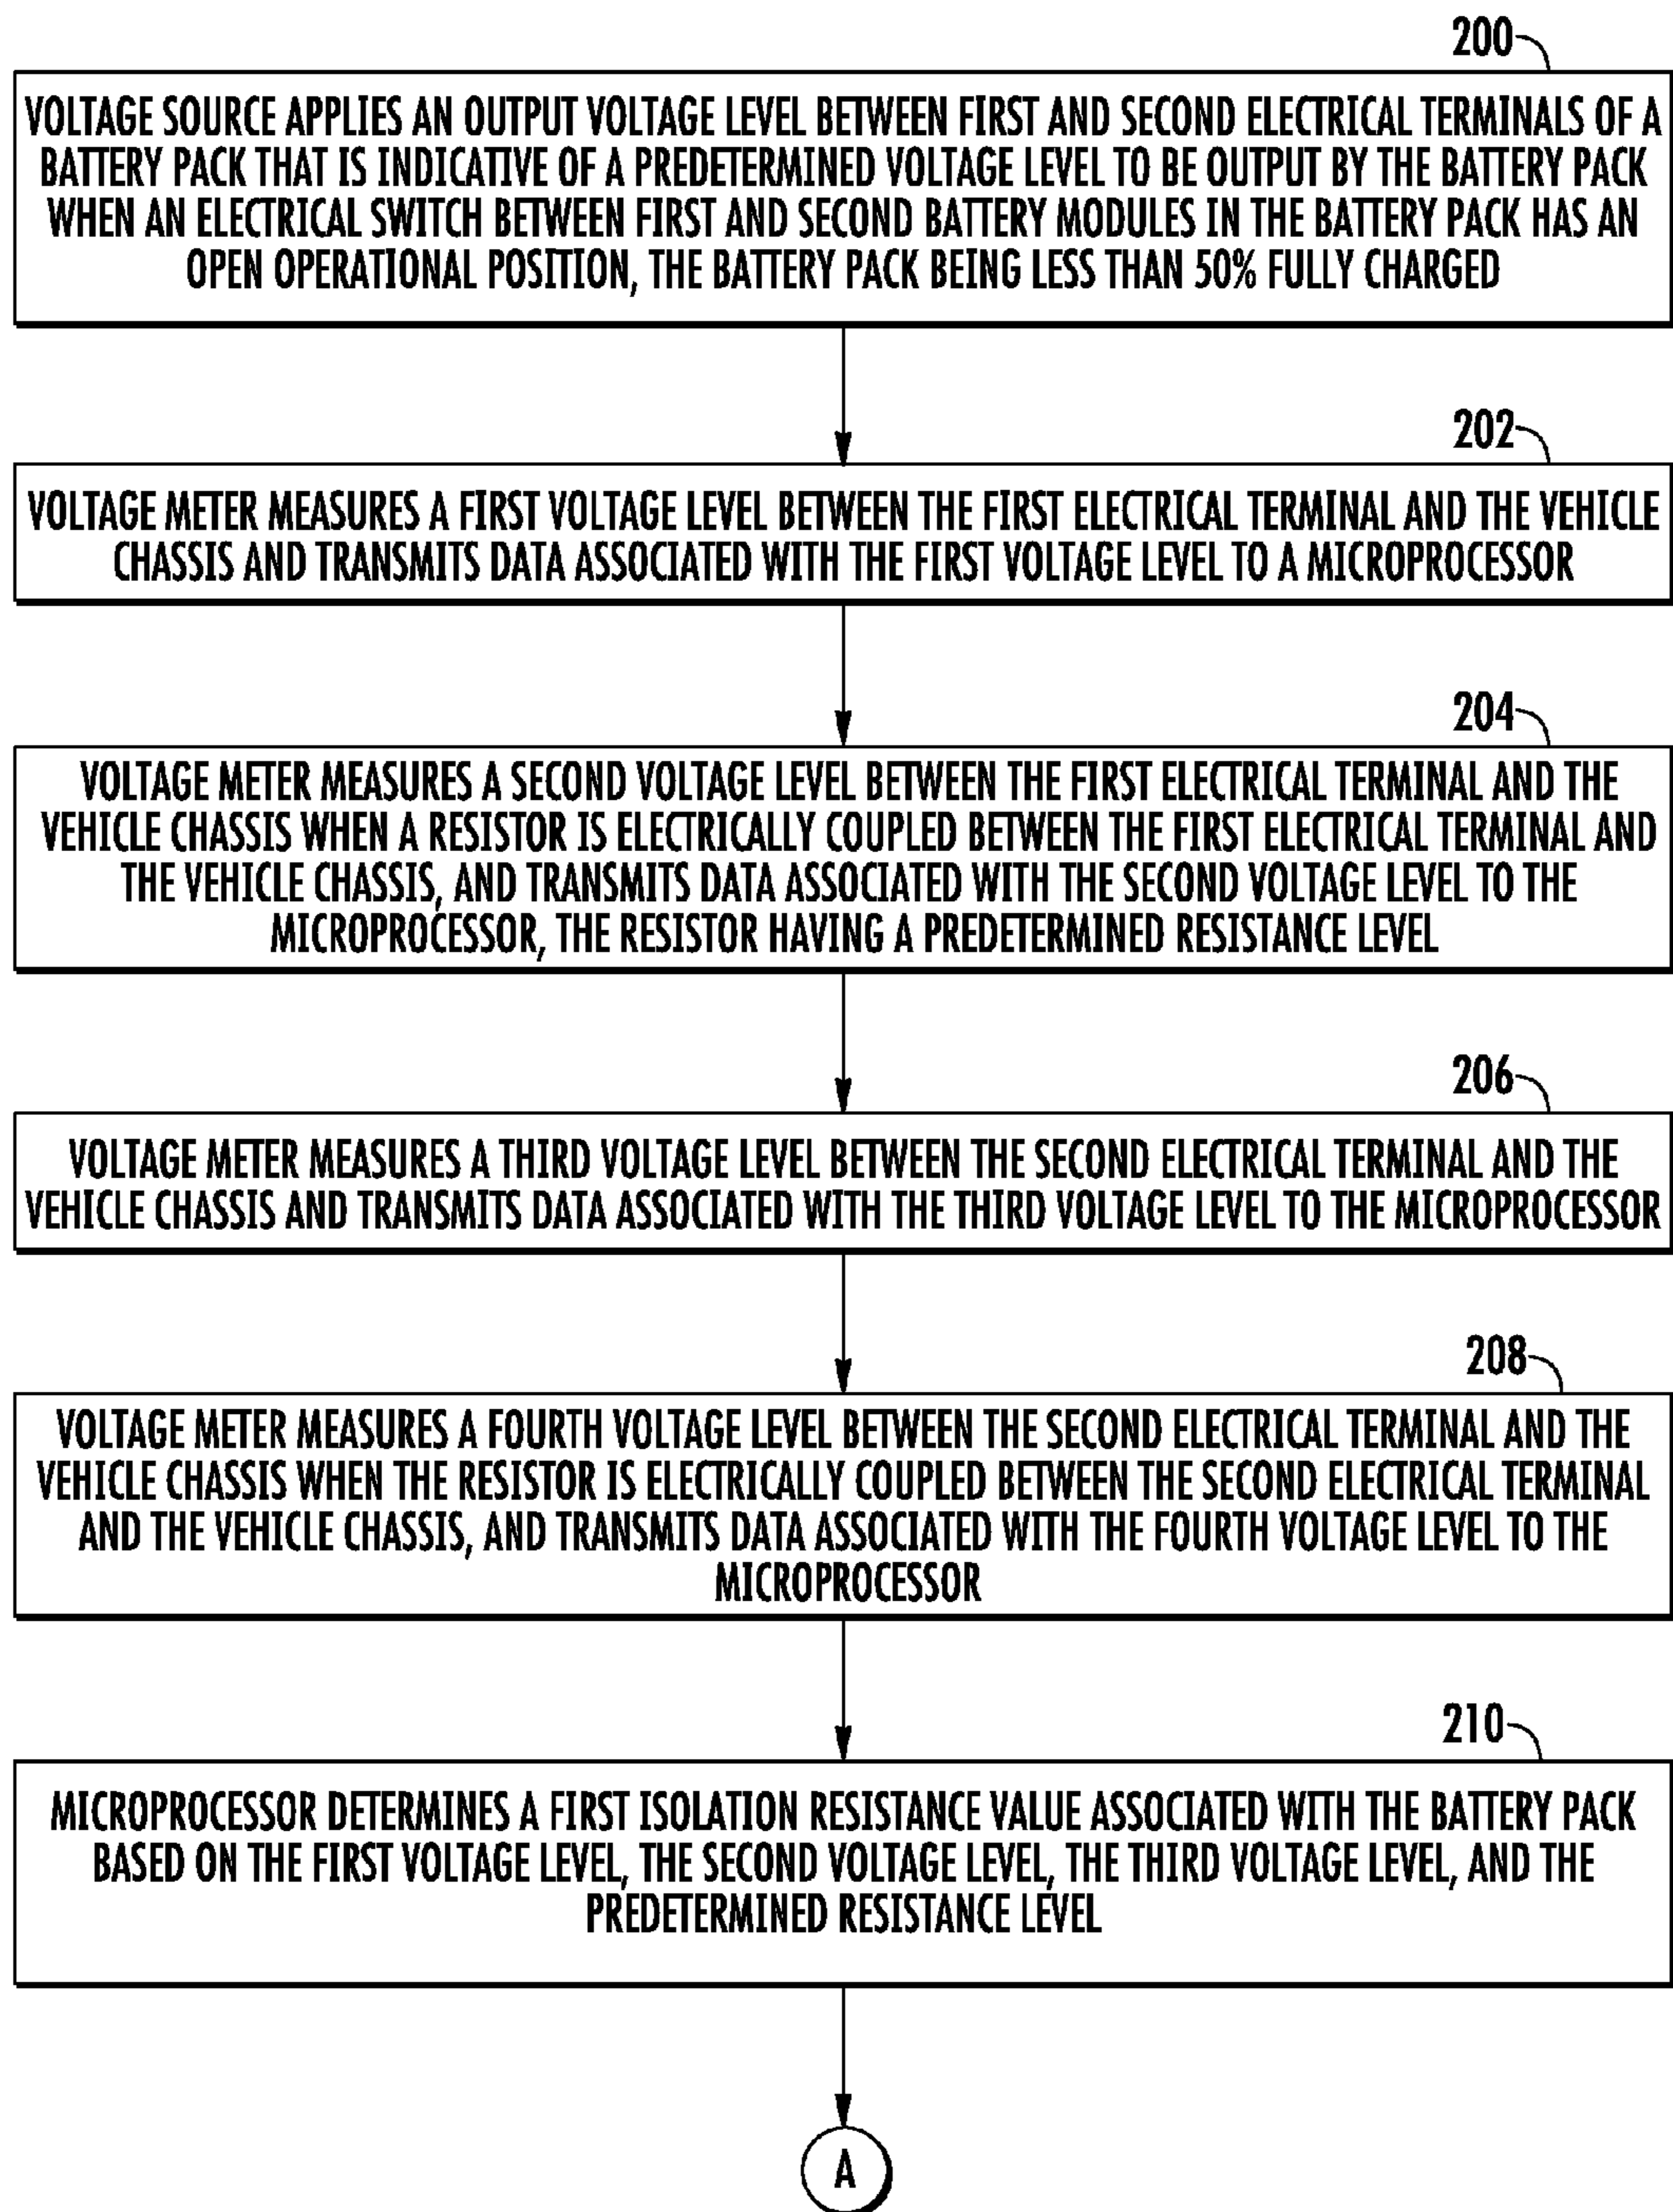 200
VOLTAGE SOURCE APPLIES AN OUTPUT VOLTAGE LEVEL BETWEEN FIRST AND SECOND ELECTRICAL TERMINALS OF A
BATTERY PACK THAT IS INDICATIVE OF A PREDETERMINED VOLTAGE LEVEL TO BE OUTPUT BY THE BATTERY PACK
WHEN AN ELECTRICAL SWITCH BETWEEN FIRST AND SECOND BATTERY MODULES IN THE BATTERY PACK HAS AN
OPEN OPERATIONAL POSITION, THE BATTERY PACK BEING LESS THAN 50% FULLY CHARGED
202
VOLTAGE METER MEASURES A FIRST VOLTAGE LEVEL BETWEEN THE FIRST ELECTRICAL TERMINAL AND THE VEHICLE
CHASSIS AND TRANSMITS DATA ASSOCIATED WITH THE FIRST VOLTAGE LEVEL TO A MICROPROCESSOR
204
VOLTAGE METER MEASURES A SECOND VOLTAGE LEVEL BETWEEN THE FIRST ELECTRICAL TERMINAL AND THE
VEHICLE CHASSIS WHEN A RESISTOR IS ELECTRICALLY COUPLED BETWEEN THE FIRST ELECTRICAL TERMINAL AND
THE VEHICLE CHASSIS, AND TRANSMITS DATA ASSOCIATED WITH THE SECOND VOLTAGE LEVEL TO THE
MICROPROCESSOR, THE RESISTOR HAVING A PREDETERMINED RESISTANCE LEVEL
206
VOLTAGE METER MEASURES A THIRD VOLTAGE LEVEL BETWEEN THE SECOND ELECTRICAL TERMINAL AND THE
VEHICLE CHASSIS AND TRANSMITS DATA ASSOCIATED WITH THE THIRD VOLTAGE LEVEL TO THE MICROPROCESSOR
208
VOLTAGE METER MEASURES A FOURTH VOLTAGE LEVEL BETWEEN THE SECOND ELECTRICAL TERMINAL AND THE
VEHICLE CHASSIS WHEN THE RESISTOR IS ELECTRICALLY COUPLED BETWEEN THE SECOND ELECTRICAL TERMINAL
AND THE VEHICLE CHASSIS, AND TRANSMITS DATA ASSOCIATED WITH THE FOURTH VOLTAGE LEVEL TO THE
MICROPROCESSOR
210
MICROPROCESSOR DETERMINES A FIRST ISOLATION RESISTANCE VALUE ASSOCIATED WITH THE BATTERY PACK
BASED ON THE FIRST VOLTAGE LEVEL, THE SECOND VOLTAGE LEVEL, THE THIRD VOLTAGE LEVEL, AND THE
PREDETERMINED RESISTANCE LEVEL
A